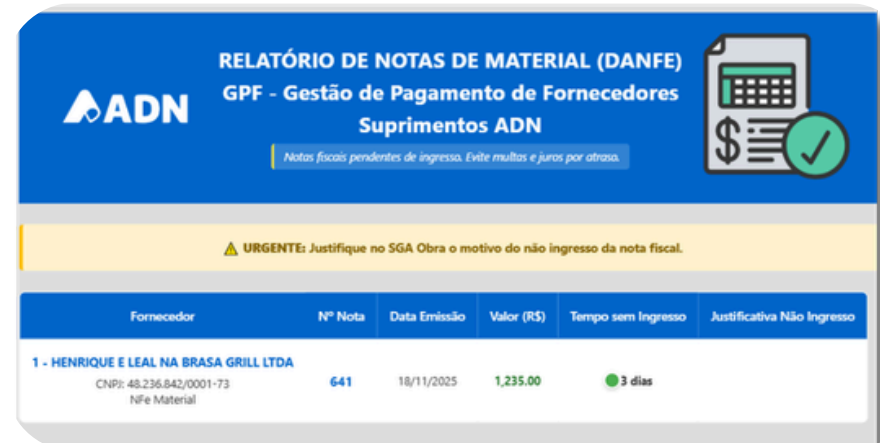 ADN
RELATÓRIO DE NOTAS DE MATERIAL (DANFE)
GPF - Gestão de Pagamento de Fornecedores
Suprimentos ADN
Notas fiscais pendentes de ingresso. Evite multas e juros por atraso.
URGENTE: Justifique no SGA Obra o motivo do não ingresso da nota fiscal.
Fornecedor Nº Nota Data Emissão Valor (R$) Tempo sem Ingresso Justificativa Não Ingresso
1 - HENRIQUE E LEAL NA BRASA GRILL LTDA
CNPJ: 48.236.842/0001-73 641 18/11/2025 1,235.00 3 dias
NFe Material